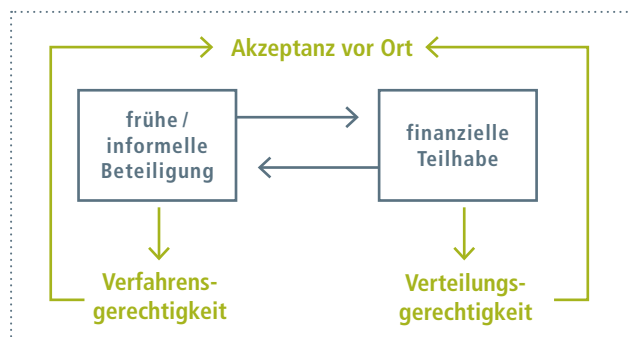 Akzeptanz vor Ort
frühe /
informelle
Beteiligung
finanzielle
Teilhabe
Verfahrens-
gerechtigkeit
Verteilungs-
gerechtigkeit